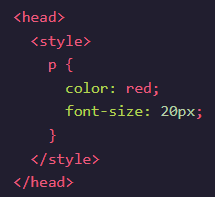 <head>
  <style>
    p {
      color: red;
      font-size: 20px;
    }
  </style>
</head>